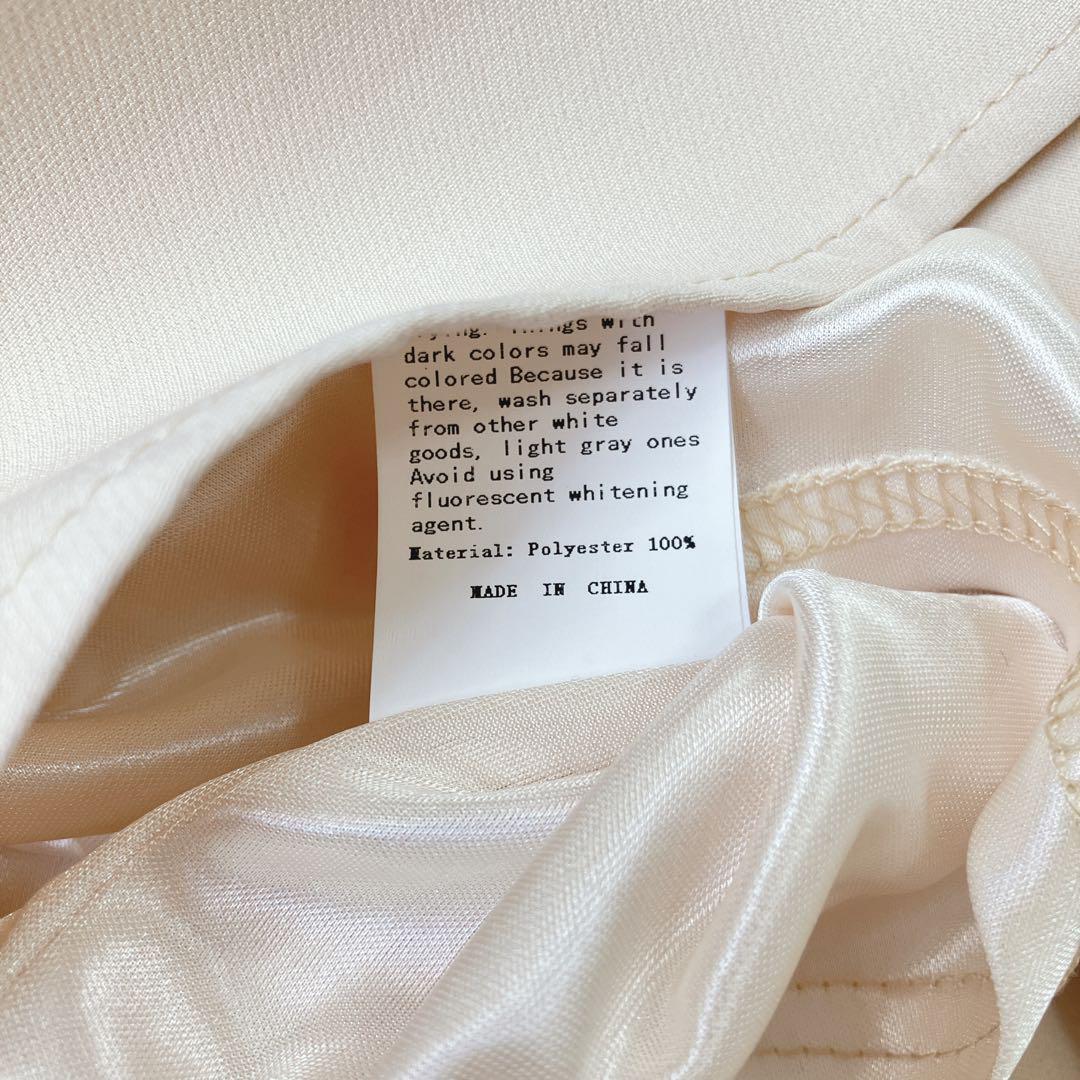 with
dark colors may fall
colored Because it is
there, wash separately
from other white
goods, light gray ones
Avoid using
fluorescent whitening
agent.
Material: Polyester 100%
MADE IN CHINA